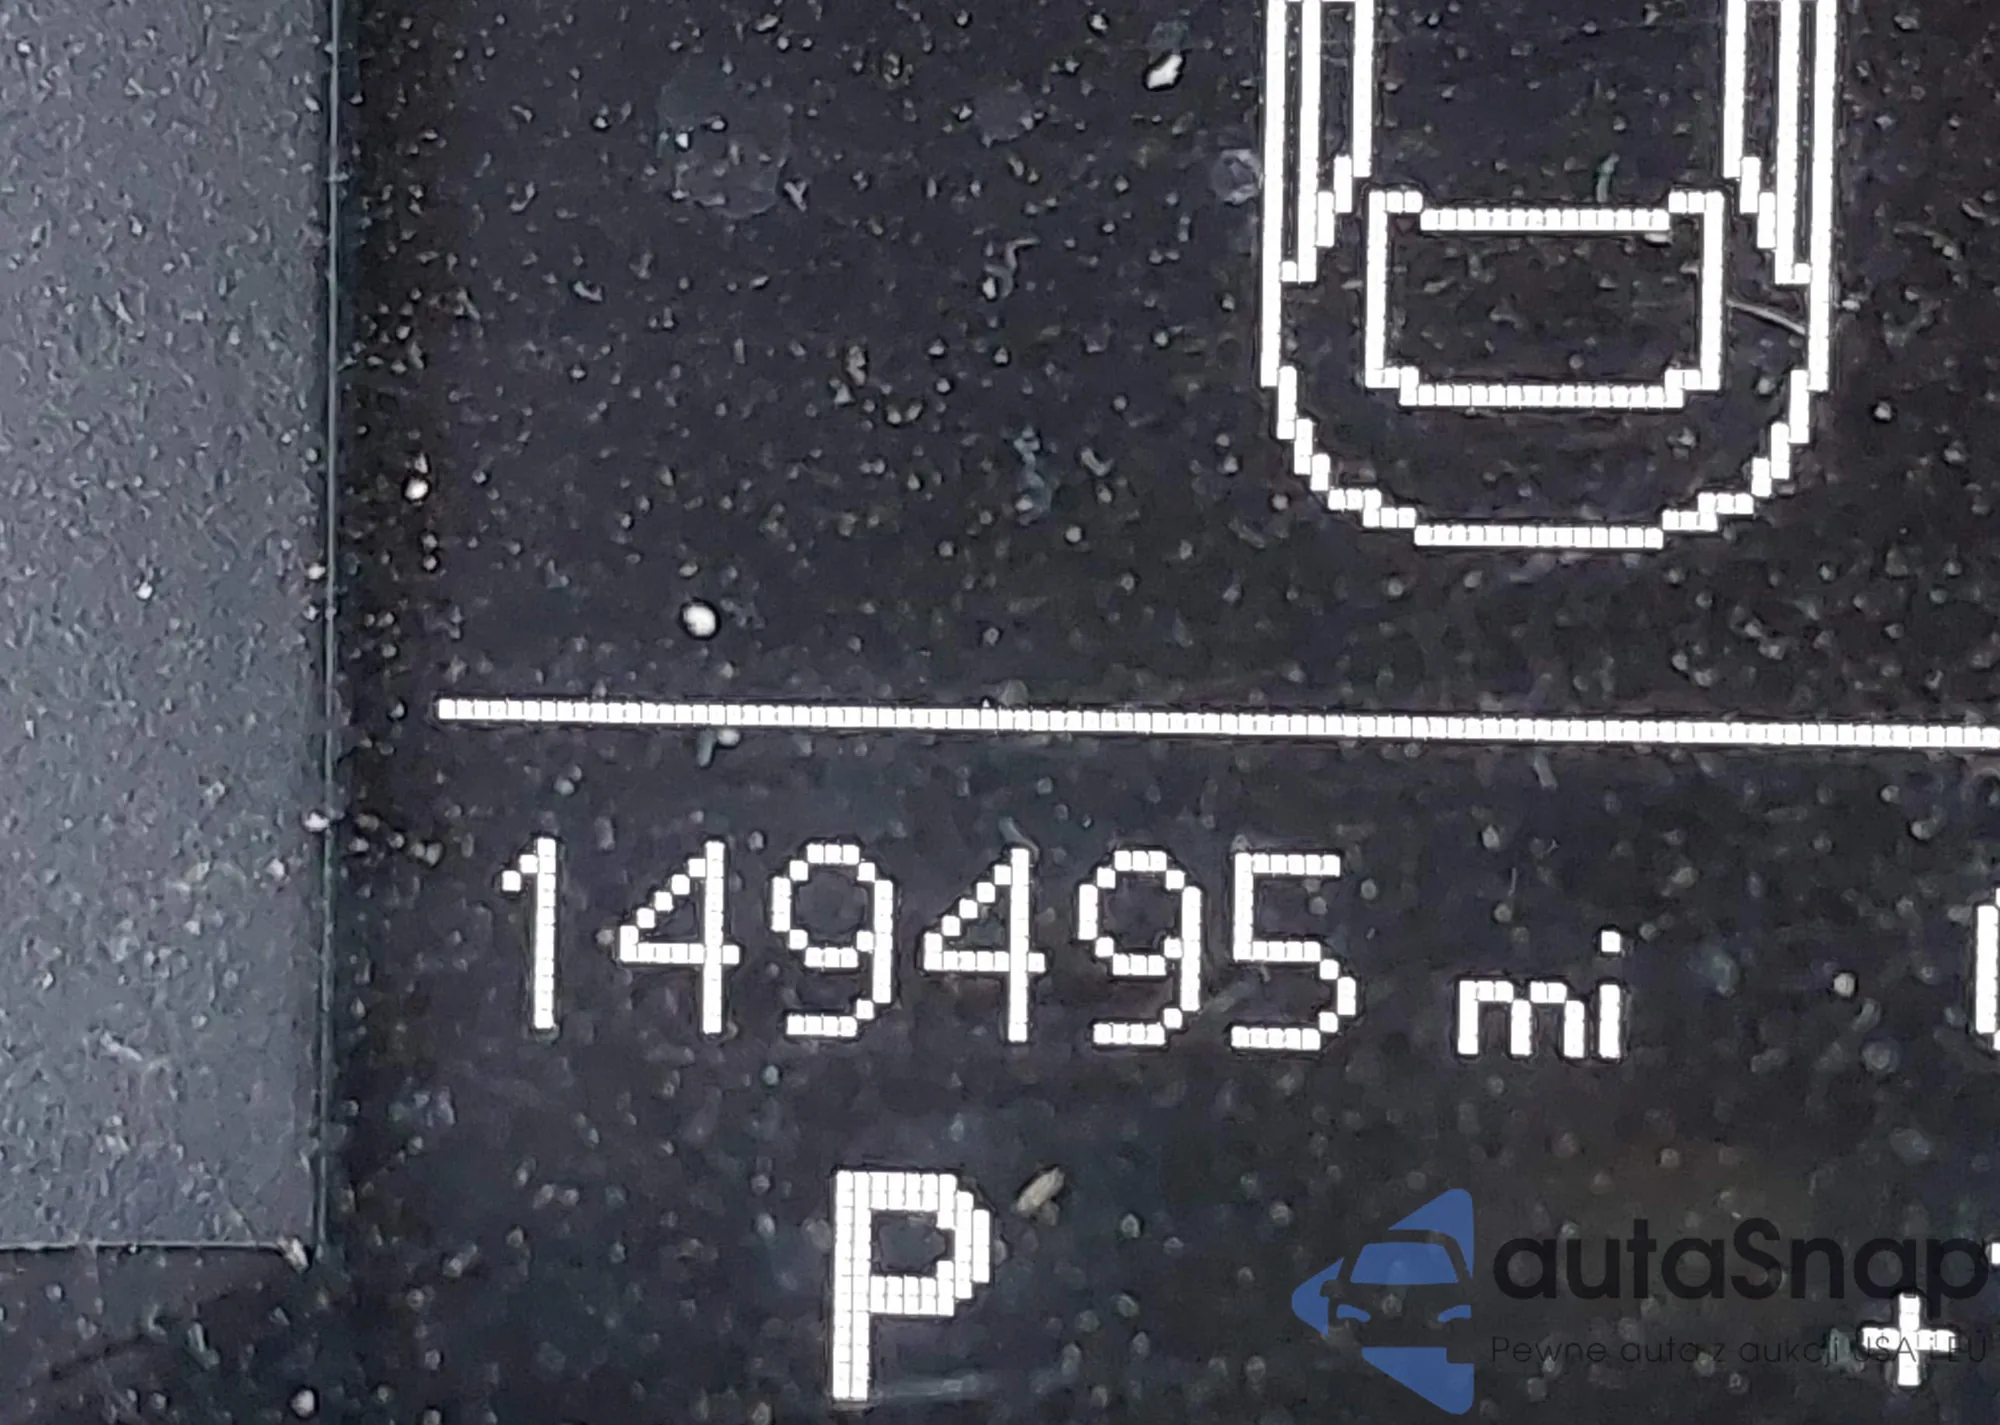 149495 mi
P
+
autaSnap
Pewne auta z aukcji USA i EU